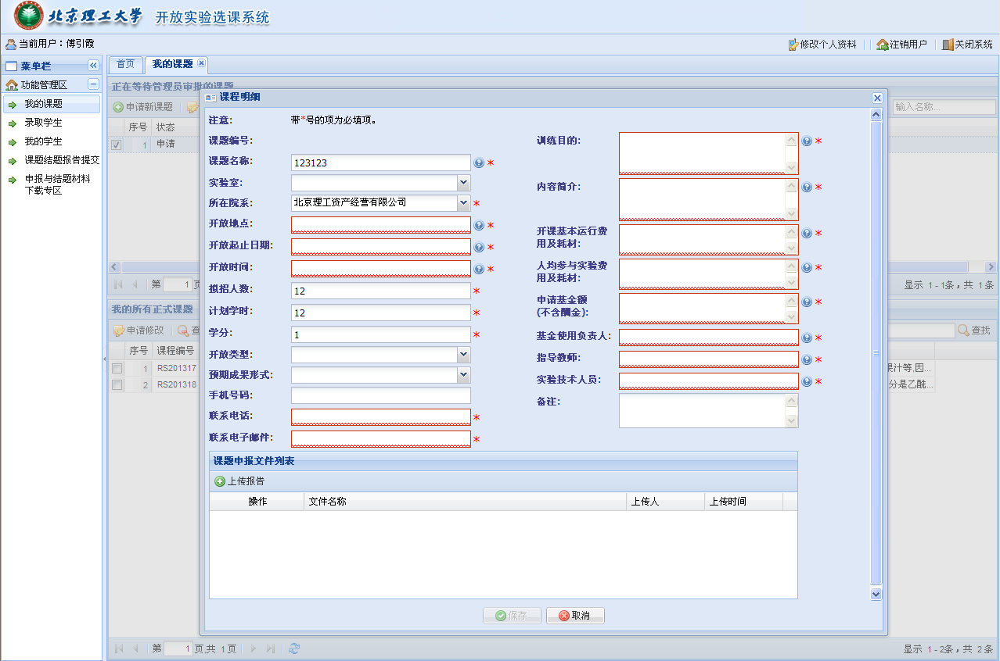 北京理工大学 开放实验选课系统
当前用户：傅引霞
修改个人资料
注销用户
关闭系统
菜单栏
功能管理区
我的课题
录取学生
我的学生
课题结题报告提交
申报与结题材料
下载专区
首页
我的课题
正在等待管理员审批的课题
申请新课题
输入名称...
序号 状态
1 申请
第 1 页
显示 1 - 1条，共 1 条
我的所有正式课题
申请修改
查
查找
序号 课程编号
1 RS201317
果汁等,因...
2 RS201318
分是乙酰...
第 1 页,共 1 页
显示 1 - 2条，共 2 条
课程明细
注意: 带*号的项为必填项。
课题编号:
课题名称: 123123 *
实验室:
所在院系: 北京理工资产经营有限公司 *
开放地点: *
开放起止日期: *
开放时间: *
拟招人数: 12 *
计划学时: 12 *
学分: 1 *
开放类型:
预期成果形式:
手机号码:
联系电话: *
联系电子邮件: *
训练目的: *
内容简介: *
开课基本运行费
用及耗材: *
人均参与实验费
用及耗材: *
申请基金额
(不含酬金): *
基金使用负责人: *
指导教师: *
实验技术人员: *
备注:
课题申报文件列表
上传报告
操作 文件名称 上传人 上传时间
保存
取消